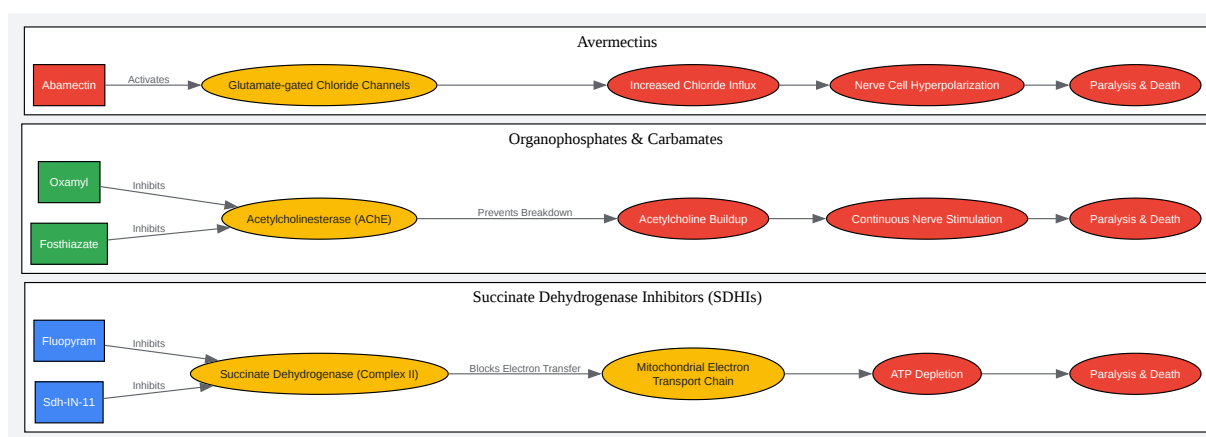 Avermectins
Abamectin
Activates
Glutamate-gated Chloride Channels
Increased Chloride Influx
Nerve Cell Hyperpolarization
Paralysis & Death
Organophosphates & Carbamates
Oxamyl
Inhibits
Fosthiazate
Inhibits
Acetylcholinesterase (AChE)
Prevents Breakdown
Acetylcholine Buildup
Continuous Nerve Stimulation
Paralysis & Death
Succinate Dehydrogenase Inhibitors (SDHIs)
Fluopyram
Inhibits
Sdh-IN-11
Inhibits
Succinate Dehydrogenase (Complex II)
Blocks Electron Transfer
Mitochondrial Electron
Transport Chain
ATP Depletion
Paralysis & Death